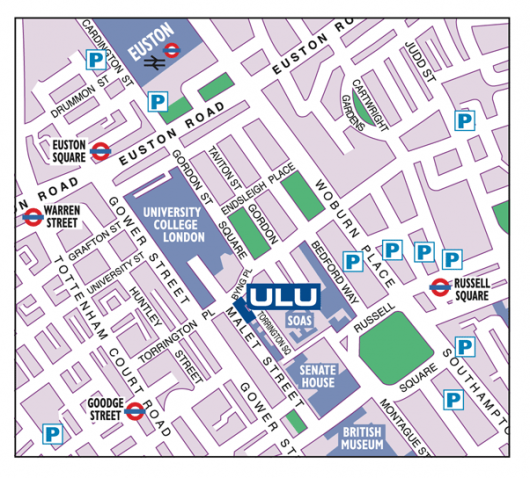 CARDINGTON ST
EUSTON
P
EUSTON RO
JUDD ST
P
DRUMMON ST
CARTWRIGHT
GARDENS
P
EUSTON ROAD
EUSTON
SQUARE
GORDON ST
TAVITON ST
ENDSLEIGH PLACE
N ROAD
WARREN
STREET
GOWER STREET
UNIVERSITY
COLLEGE
LONDON
GORDON
SQUARE
WOBURN PLACE
GRAFTON ST
BEDFORD WAY
P
P
P
P
UNIVERSITY ST
BYNG PL
RUSSELL
SQUARE
TOTTENHAM COURT ROAD
HUNTLEY
STREET
ULU
TORRINGTON PL
MALET STREET
TORRINGTON SQ
SOAS
RUSSELL
SQUARE
P
SENATE
HOUSE
SOUTHAMPT
GOODGE
STREET
GOWER ST
P
MONTAGUE ST
P
BRITISH
MUSEUM